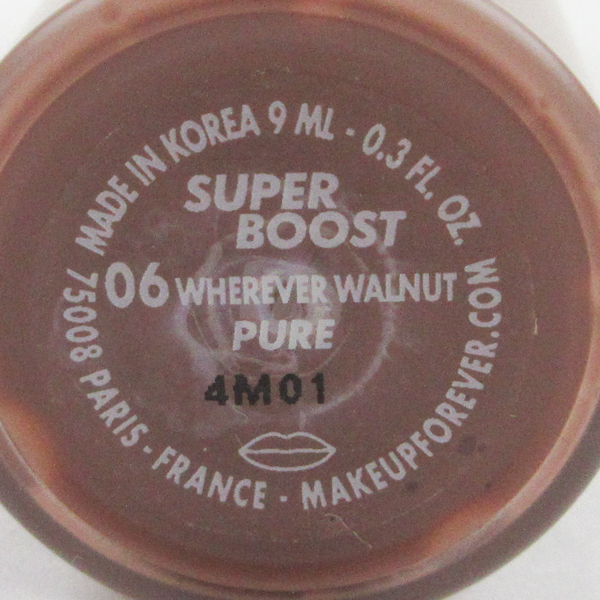 MADE IN KOREA 9 ML - 0.3 FL. OZ.
SUPER
BOOST
06 WHEREVER WALNUT
PURE
4M01
75008 PARIS - FRANCE - MAKEUPFOREVER.COM